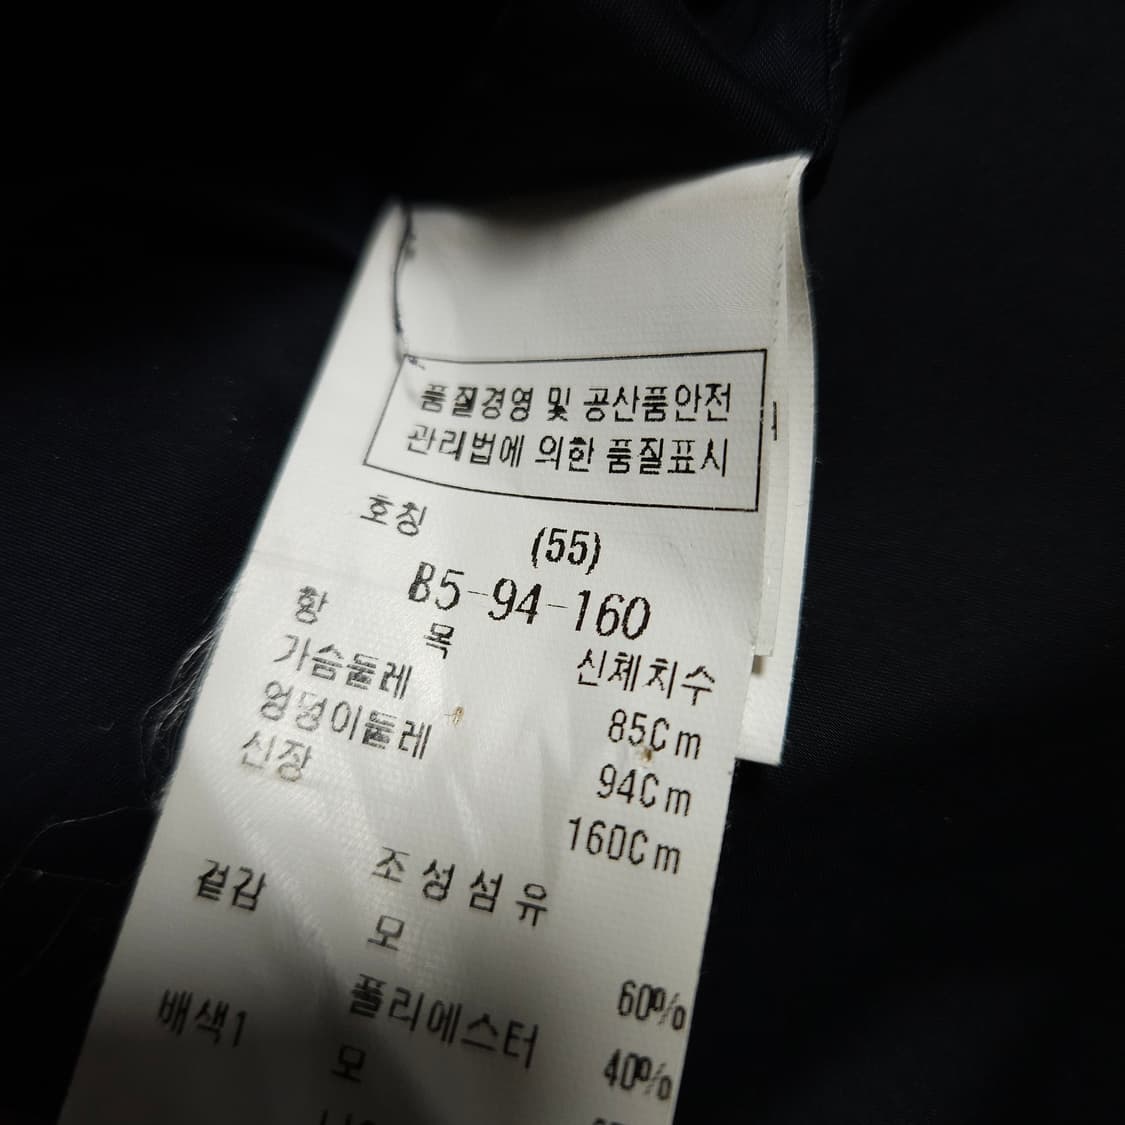 품질경영 및 공산품안전
관리법에 의한 품질표시
호칭 (55)
85-94-160
항 목 신체치수
가슴둘레 85Cm
엉덩이둘레 94Cm
신장 160Cm
조성섬유
겉감 모 60%
폴리에스터 40%
배색1 모